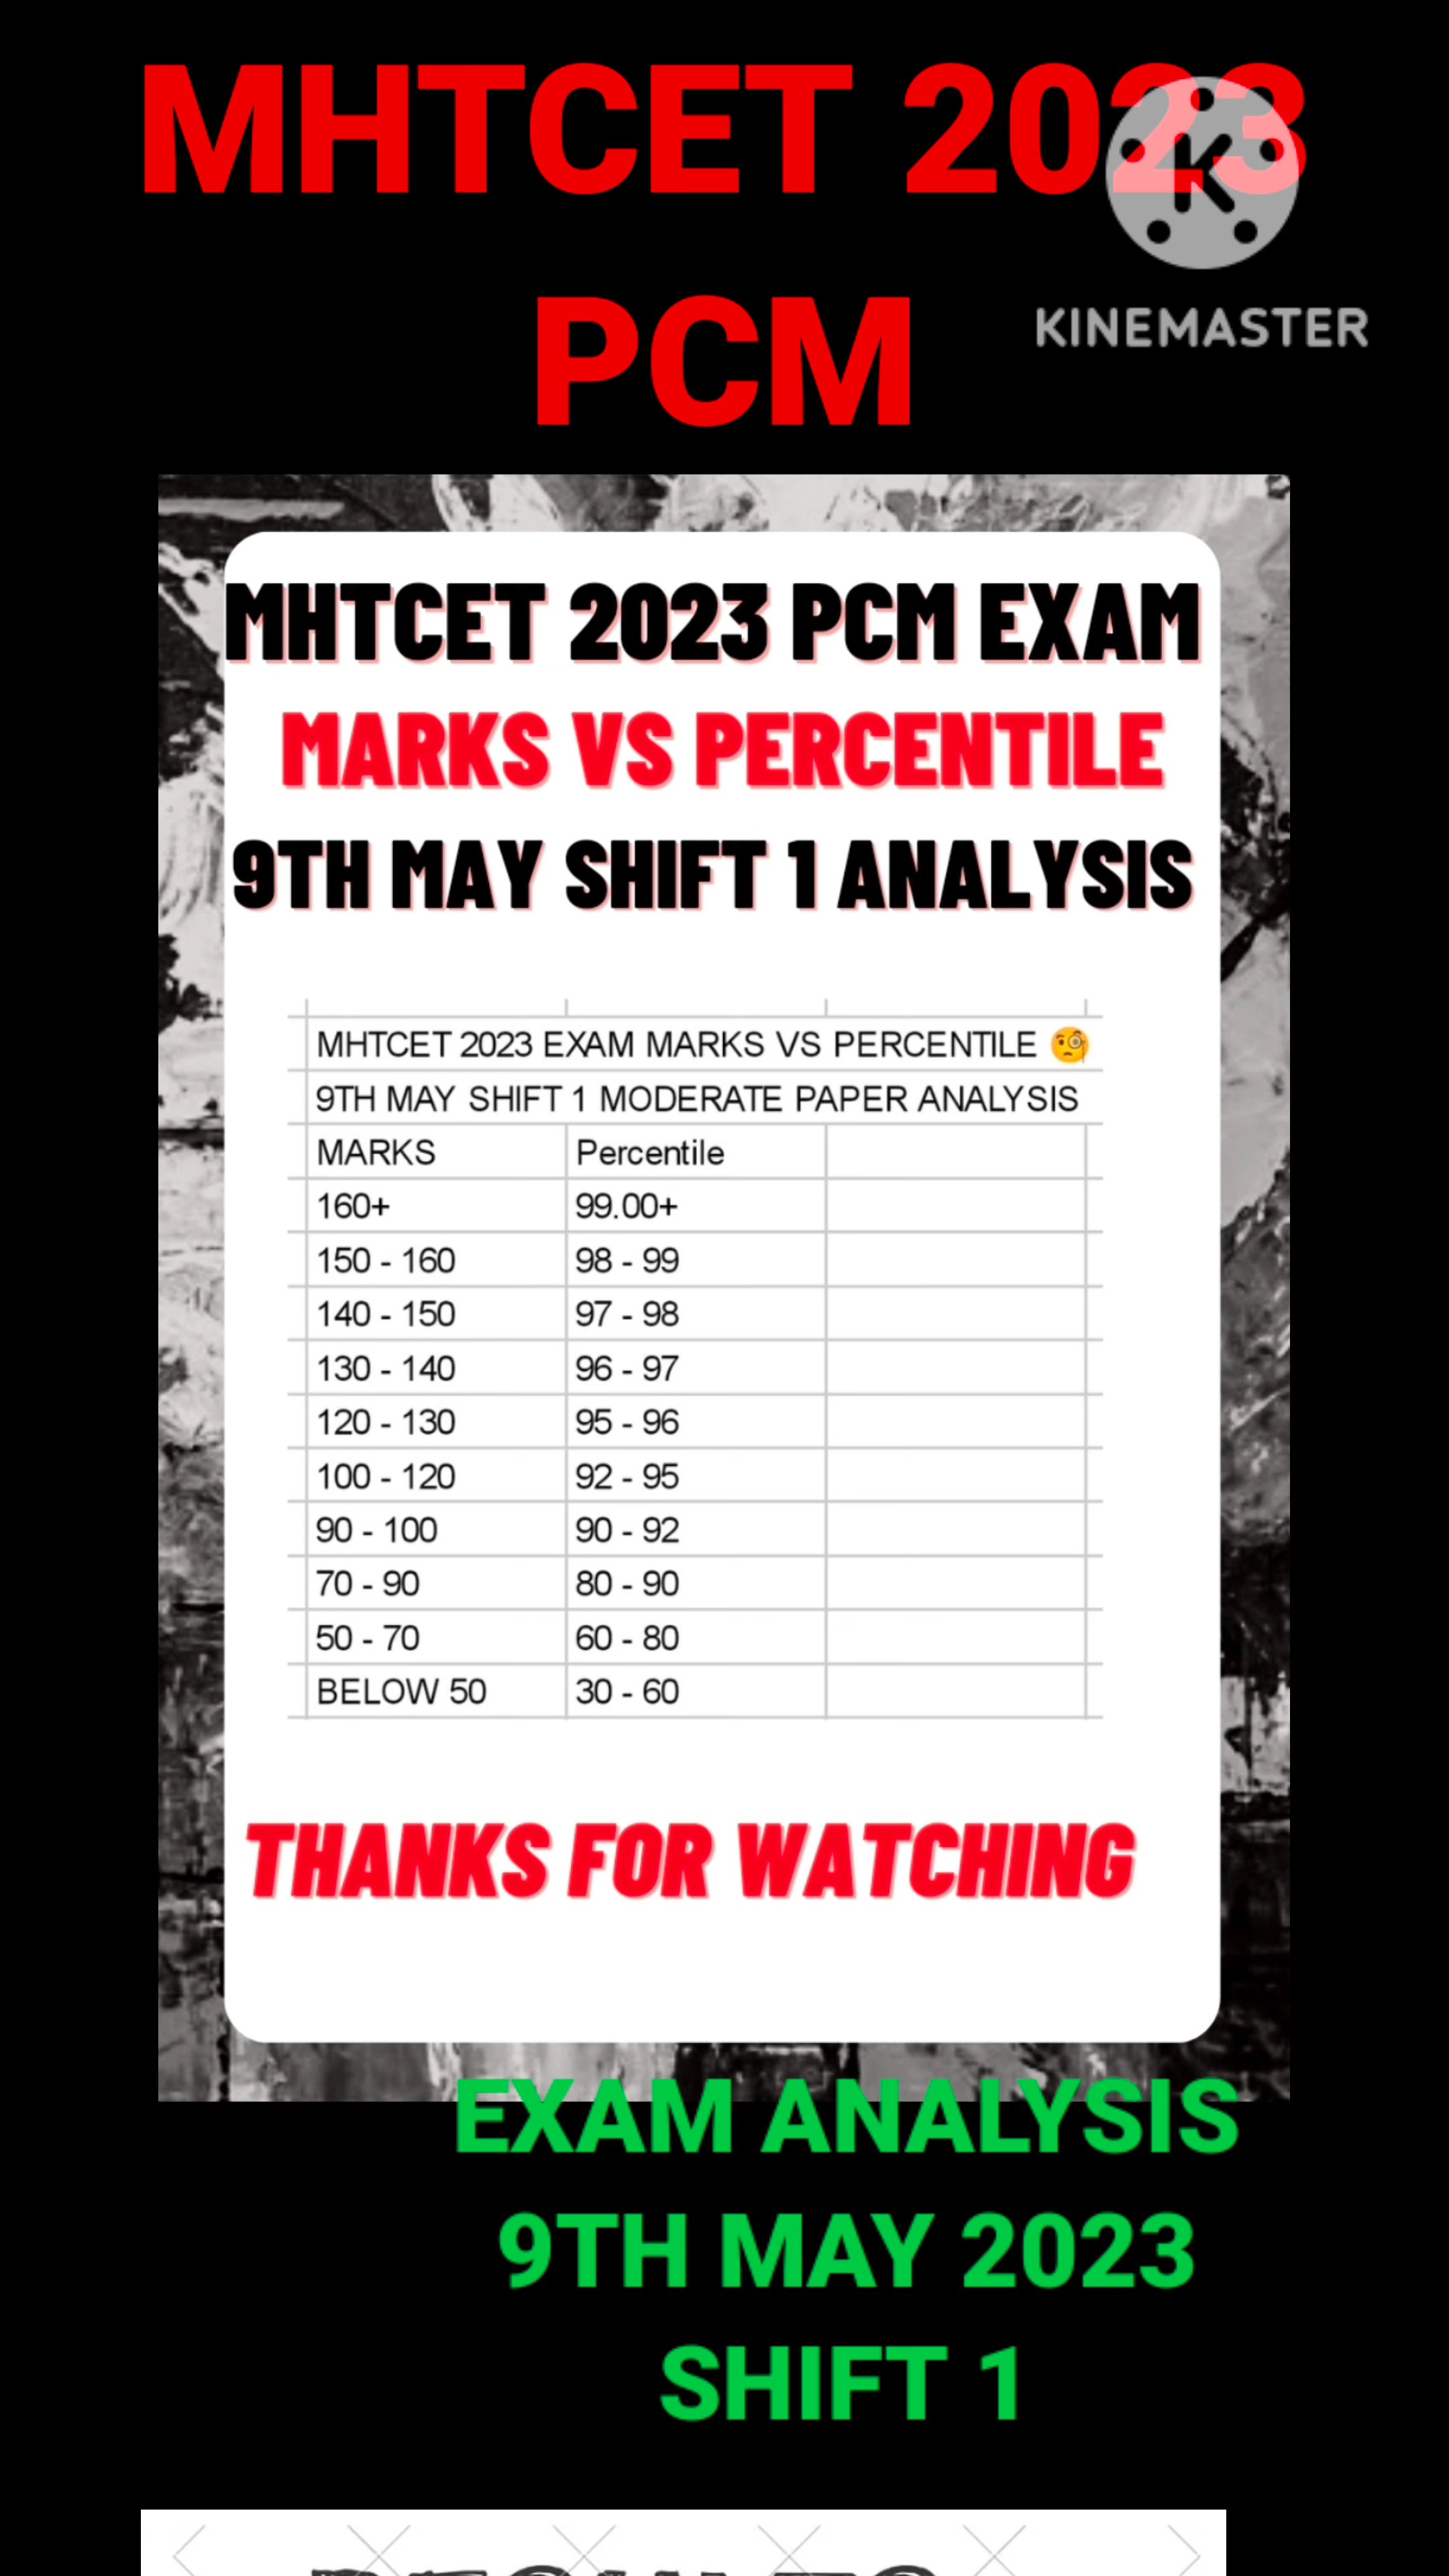 MHTCET 2023
PCM
KINEMASTER
MHTCET 2023 PCM EXAM
MARKS VS PERCENTILE
9TH MAY SHIFT 1 ANALYSIS
MHTCET 2023 EXAM MARKS VS PERCENTILE 🧐
9TH MAY SHIFT 1 MODERATE PAPER ANALYSIS
MARKS Percentile
160+ 99.00+
150 - 160 98 - 99
140 - 150 97 - 98
130 - 140 96 - 97
120 - 130 95 - 96
100 - 120 92 - 95
90 - 100 90 - 92
70 - 90 80 - 90
50 - 70 60 - 80
BELOW 50 30 - 60
THANKS FOR WATCHING
EXAM ANALYSIS
9TH MAY 2023
SHIFT 1